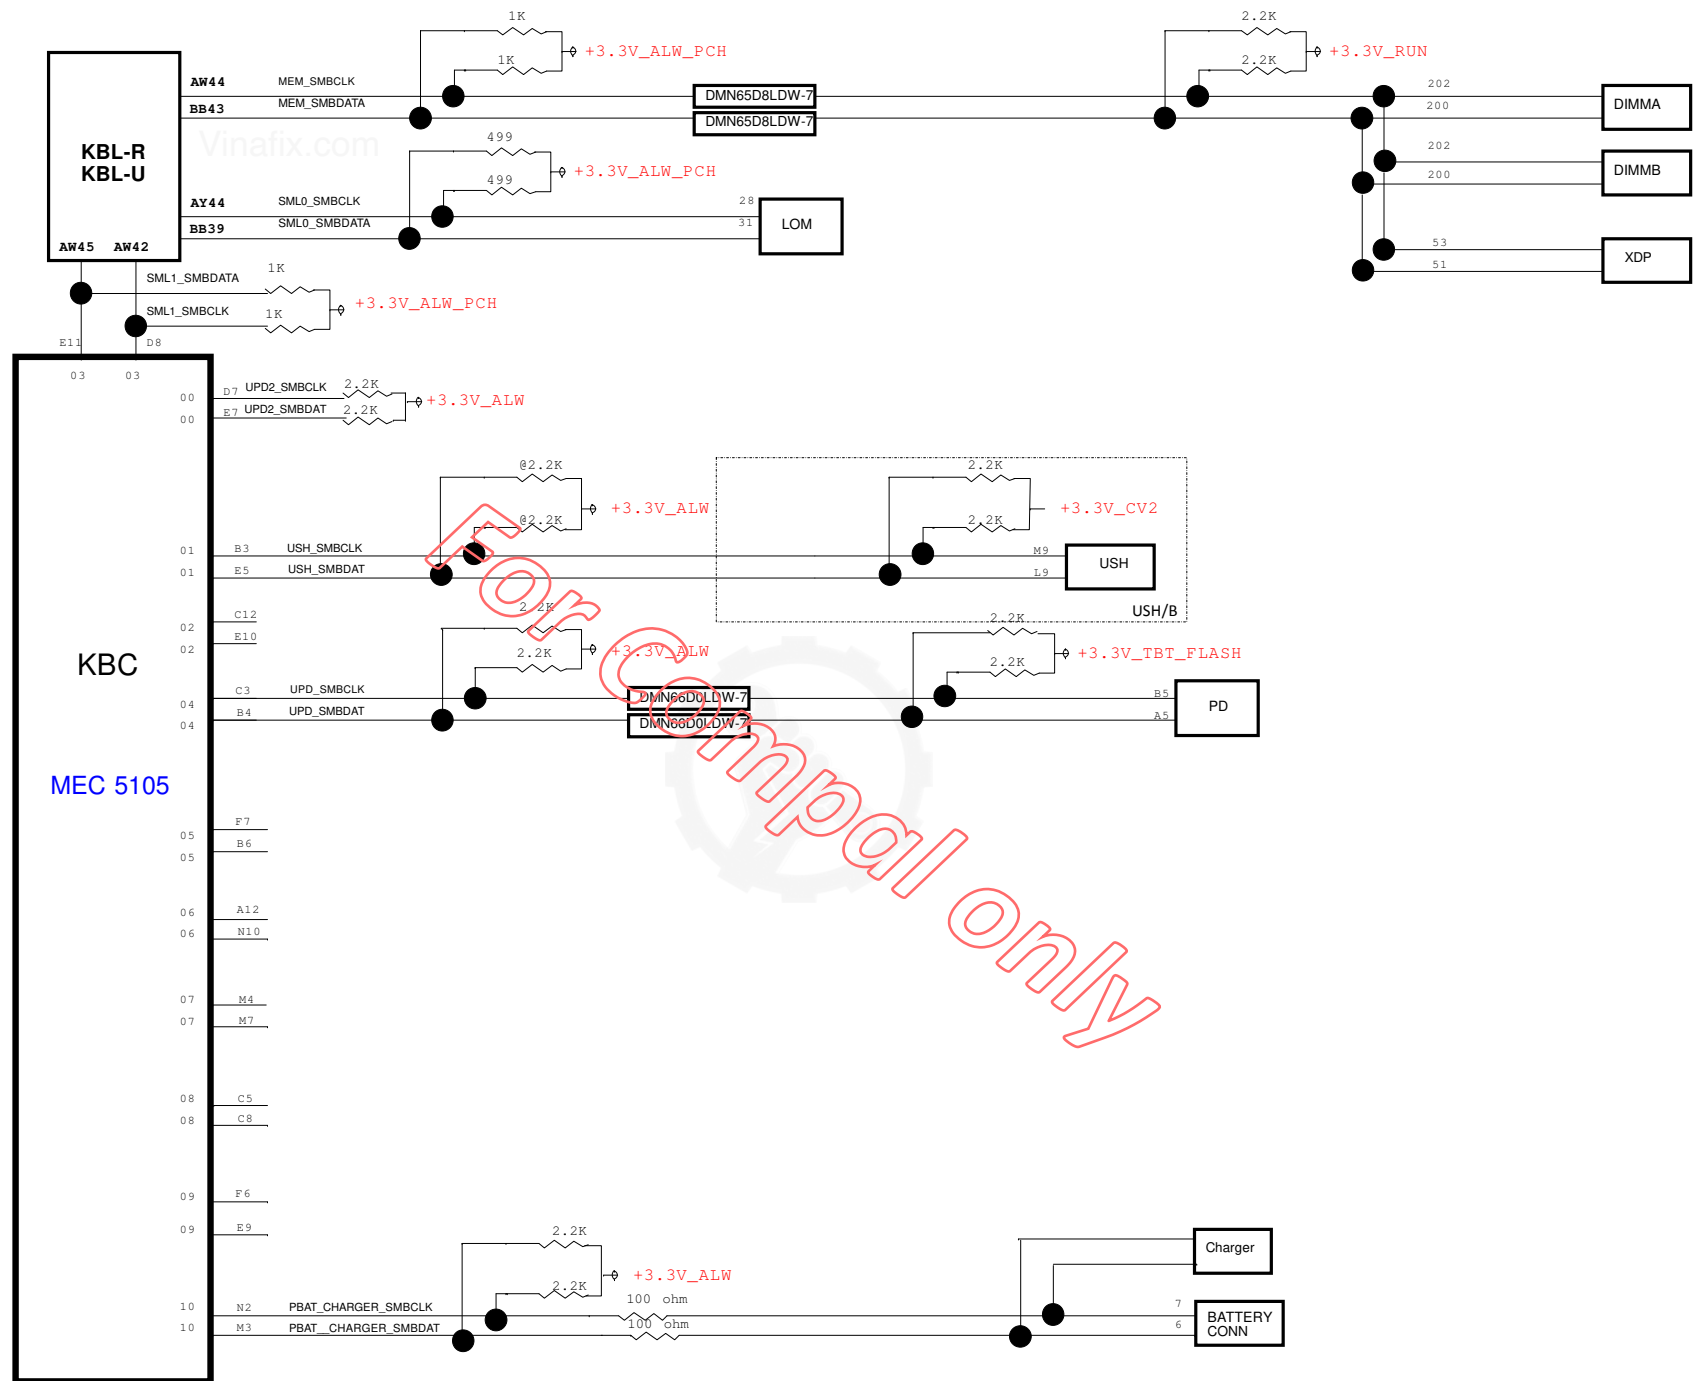 1K
+3.3V_ALW_PCH
1K
2.2K
+3.3V_RUN
2.2K
AW44 MEM_SMBCLK
DMN65D8LDW-7
202
BB43 MEM_SMBDATA
DMN65D8LDW-7
200
DIMMA
KBL-R
KBL-U
Vinafix.com
499
+3.3V_ALW_PCH
499
202
200
DIMMB
AY44 SML0_SMBCLK
28
BB39 SML0_SMBDATA
31
LOM
53
51
XDP
AW45 AW42
SML1_SMBDATA
1K
+3.3V_ALW_PCH
SML1_SMBCLK
1K
E11 D8
03 03
00 D7 UPD2_SMBCLK 2.2K
+3.3V_ALW
00 E7 UPD2_SMBDAT 2.2K
@2.2K
+3.3V_ALW
@2.2K
2.2K
+3.3V_CV2
2.2K
01 B3 USH_SMBCLK
M9
01 E5 USH_SMBDAT
L9
USH
USH/B
02 C12
02 E10
2.2K
+3.3V_ALW
2.2K
2.2K
+3.3V_TBT_FLASH
2.2K
KBC
04 C3 UPD_SMBCLK
DMN66D0LDW-7
B5
04 B4 UPD_SMBDAT
DMN66D0LDW-7
A5
PD
MEC 5105
For Compal only
05 F7
05 B6
06 A12
06 N10
07 M4
07 M7
08 C5
08 C8
09 F6
09 E9
2.2K
+3.3V_ALW
2.2K
Charger
10 N2 PBAT_CHARGER_SMBCLK
100 ohm
7
10 M3 PBAT__CHARGER_SMBDAT
100 ohm
6
BATTERY
CONN